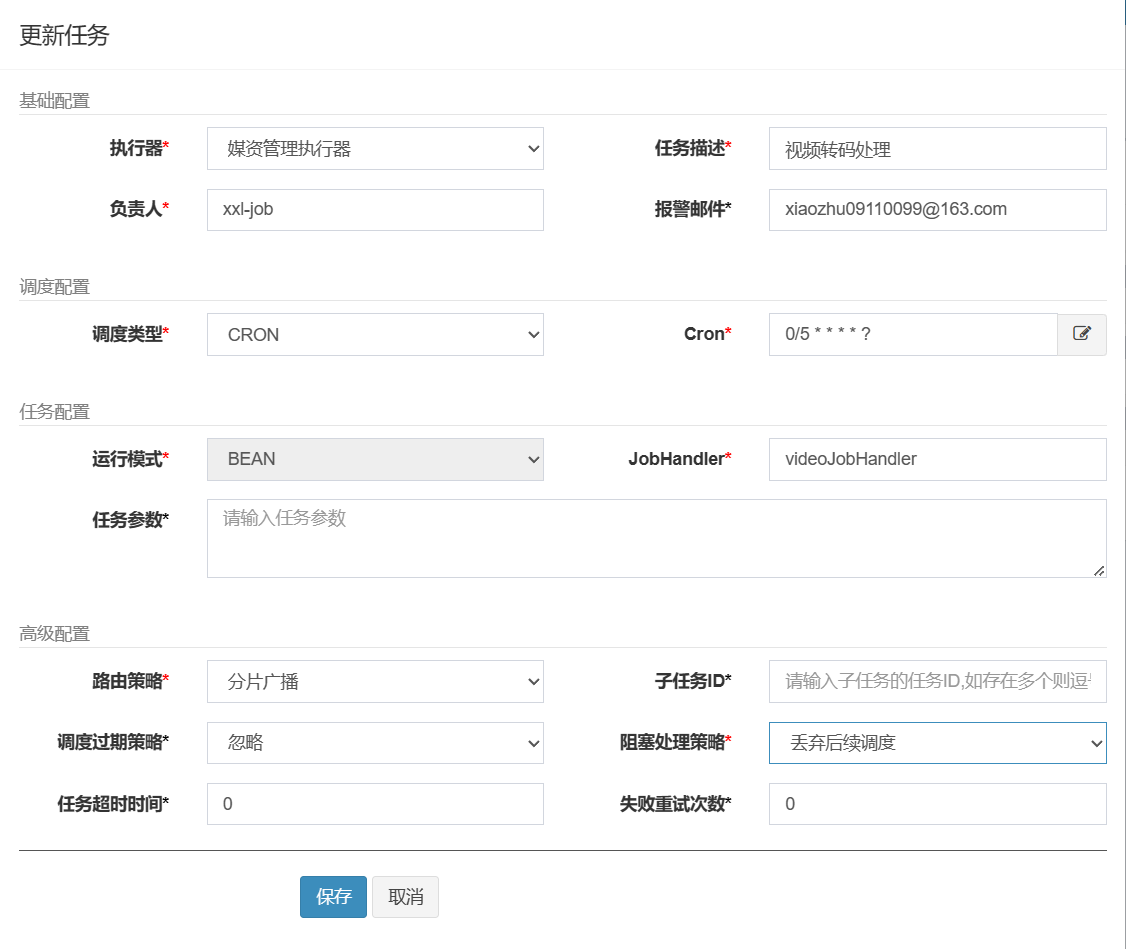 更新任务
基础配置
执行器* 媒资管理执行器 任务描述* 视频转码处理
负责人* xxl-job 报警邮件* xiaozhu09110099@163.com
调度配置
调度类型* CRON Cron* 0/5 * * * * ?
任务配置
运行模式* BEAN JobHandler* videoJobHandler
任务参数* 请输入任务参数
高级配置
路由策略* 分片广播 子任务ID* 请输入子任务的任务ID,如存在多个则逗
调度过期策略* 忽略 阻塞处理策略* 丢弃后续调度
任务超时时间* 0 失败重试次数* 0
保存 取消